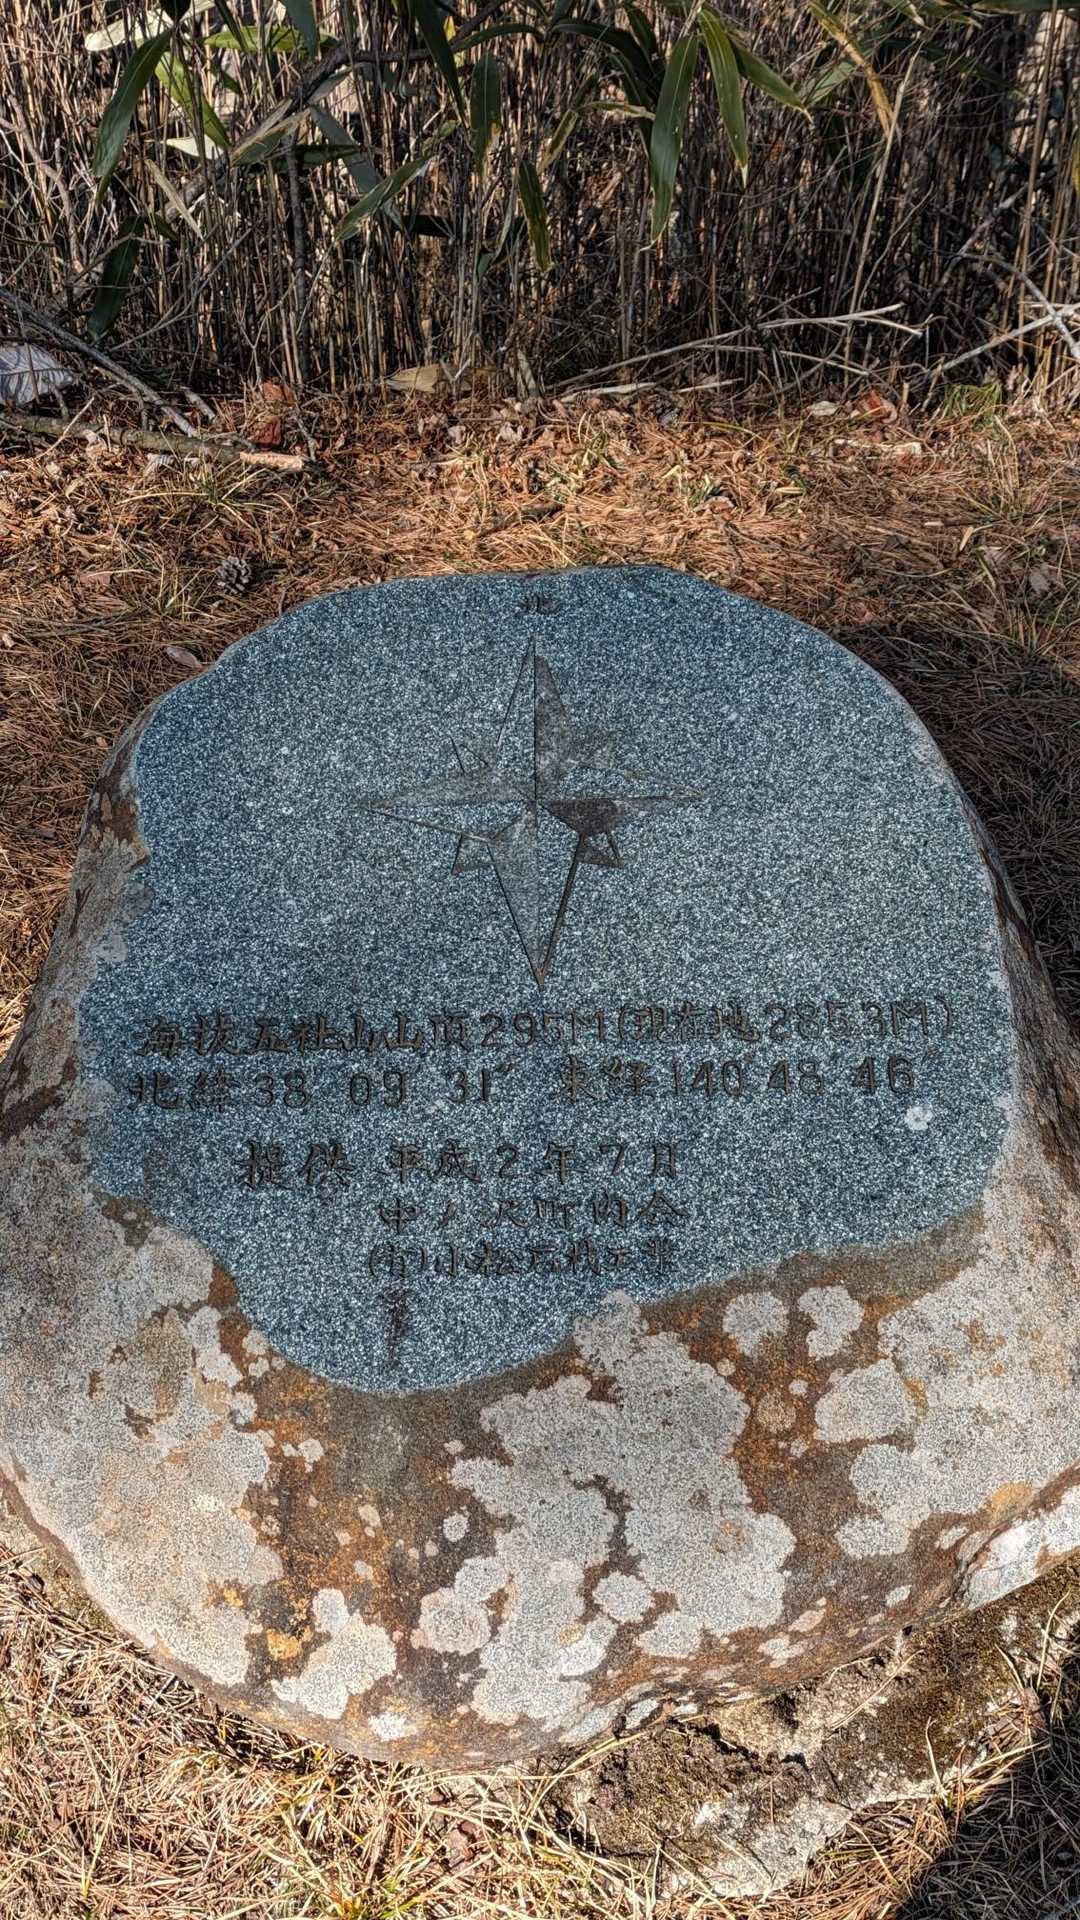 北
海抜五社山山頂295M(現在地285.3M)
北緯38°09′31″ 東経140°48′46″
提供 平成2年7月
中ノ沢町内会
(有)小松石材工業